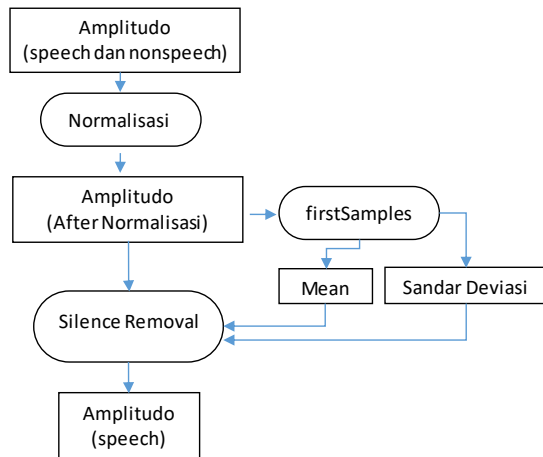 Amplitudo
(speech dan nonspeech)
Normalisasi
Amplitudo
(After Normalisasi)
firstSamples
Mean
Sandar Deviasi
Silence Removal
Amplitudo
(speech)